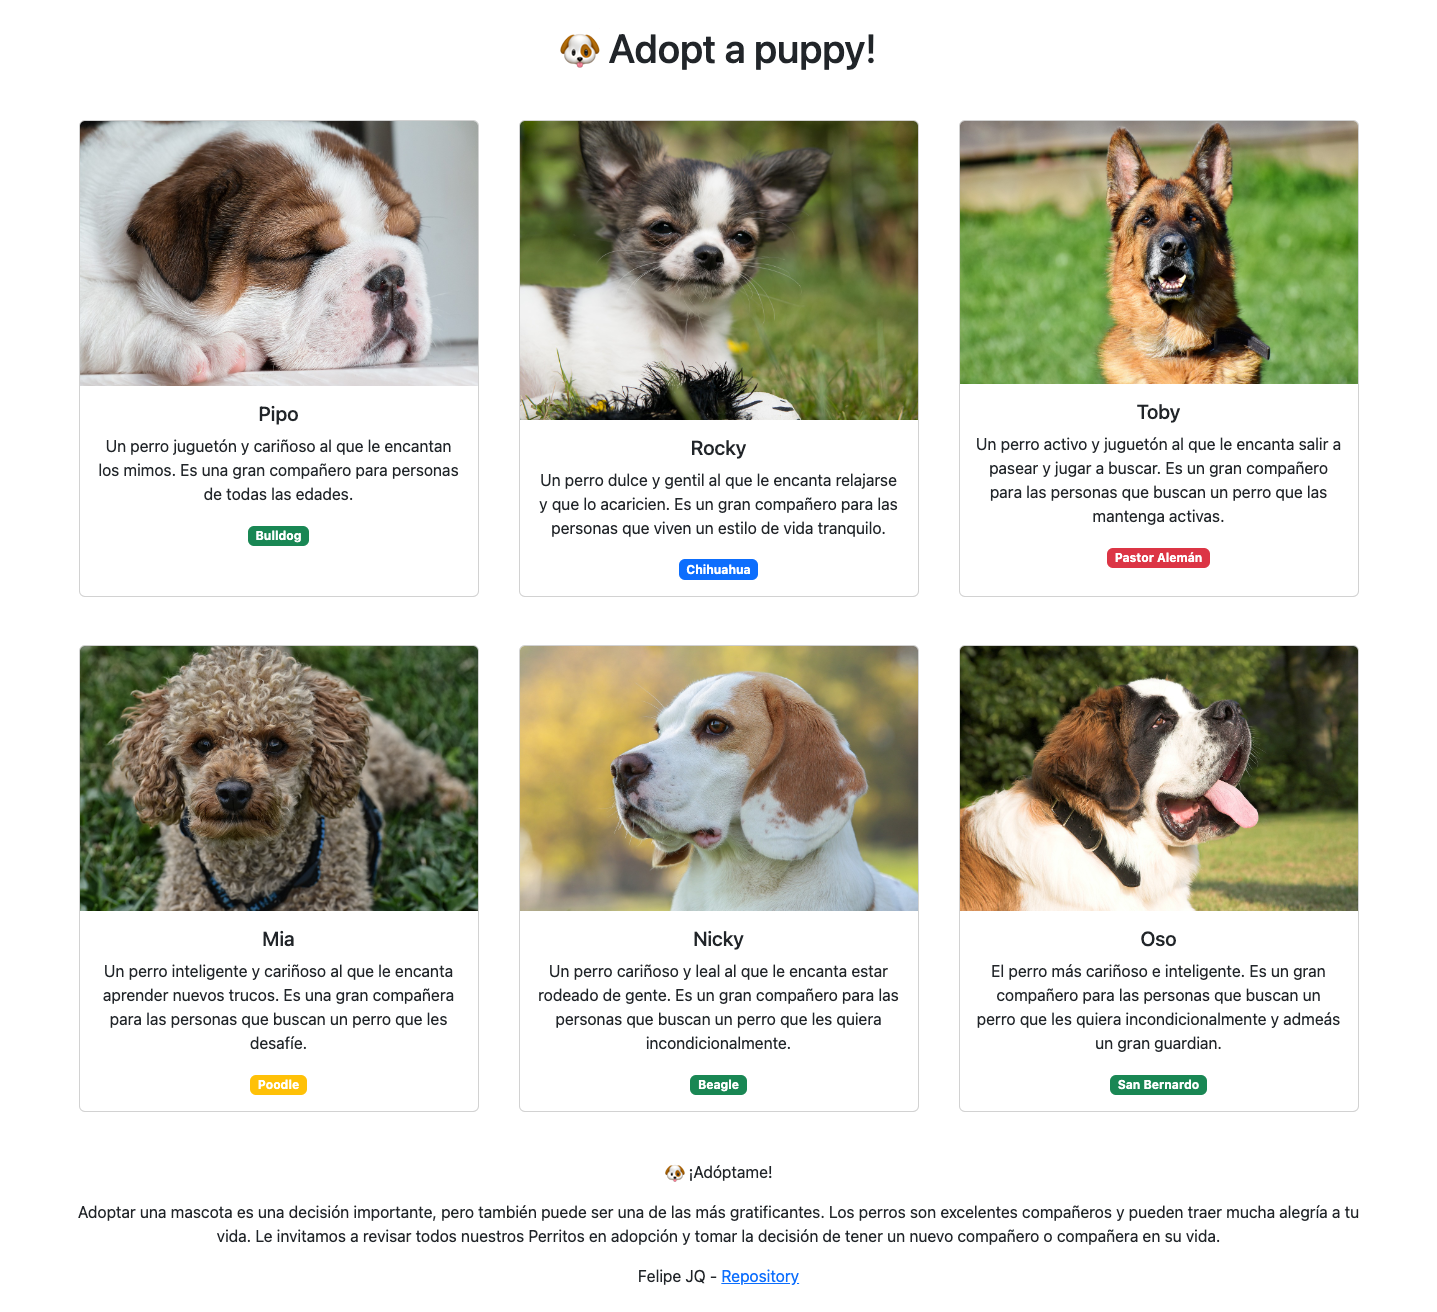 🐶 Adopt a puppy!
Pipo
Un perro juguetón y cariñoso al que le encantan
los mimos. Es una gran compañero para personas
de todas las edades.
Bulldog
Rocky
Un perro dulce y gentil al que le encanta relajarse
y que lo acaricien. Es un gran compañero para las
personas que viven un estilo de vida tranquilo.
Chihuahua
Toby
Un perro activo y juguetón al que le encanta salir a
pasear y jugar a buscar. Es un gran compañero
para las personas que buscan un perro que las
mantenga activas.
Pastor Alemán
Mia
Un perro inteligente y cariñoso al que le encanta
aprender nuevos trucos. Es una gran compañera
para las personas que buscan un perro que les
desafíe.
Poodle
Nicky
Un perro cariñoso y leal al que le encanta estar
rodeado de gente. Es un gran compañero para las
personas que buscan un perro que les quiera
incondicionalmente.
Beagle
Oso
El perro más cariñoso e inteligente. Es un gran
compañero para las personas que buscan un
perro que les quiera incondicionalmente y admeás
un gran guardian.
San Bernardo
🐶 ¡Adóptame!
Adoptar una mascota es una decisión importante, pero también puede ser una de las más gratificantes. Los perros son excelentes compañeros y pueden traer mucha alegría a tu
vida. Le invitamos a revisar todos nuestros Perritos en adopción y tomar la decisión de tener un nuevo compañero o compañera en su vida.
Felipe JQ - Repository